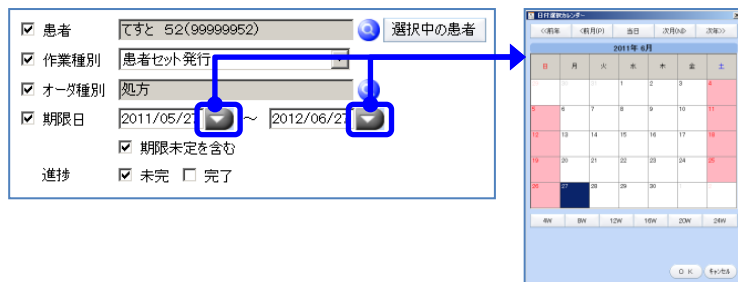 患者 てすと 52(99999952) 選択中の患者
作業種別 患者セット発行
オーダ種別 処方
期限日 2011/05/27 ～ 2012/06/27
期限未定を含む
進捗 未完 完了
日付選択カレンダー
<<前年 <前月(P) 当日 次月(N)> 次年>>
2011年 6月
日 月 火 水 木 金 土
29 30 31 1 2 3 4
5 6 7 8 9 10 11
12 13 14 15 16 17 18
19 20 21 22 23 24 25
26 27 28 29 30 1 2
4W 8W 12W 16W 20W 24W
O K キャンセル